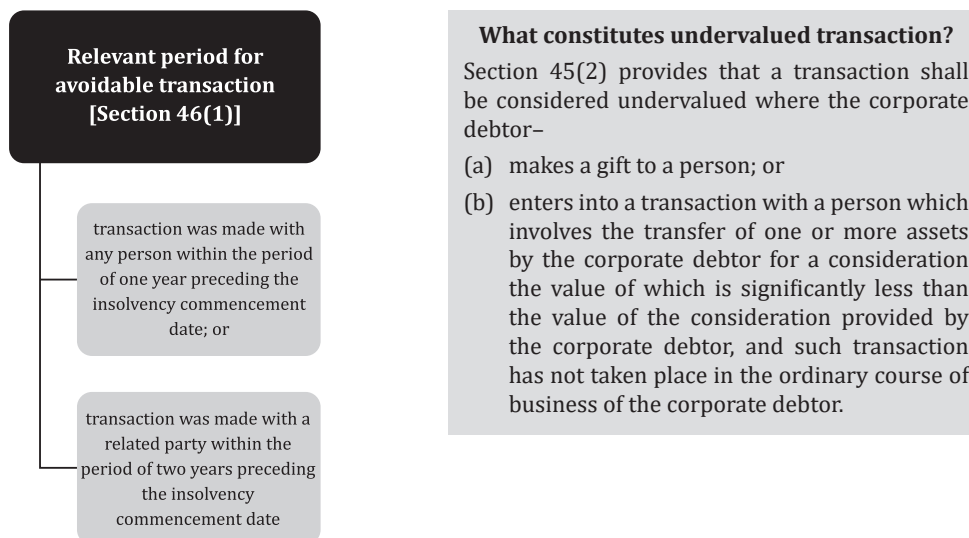 Relevant period for
avoidable transaction
[Section 46(1)]
transaction was made with
any person within the period
of one year preceding the
insolvency commencement
date; or
transaction was made with a
related party within the
period of two years preceding
the insolvency
commencement date
What constitutes undervalued transaction?
Section 45(2) provides that a transaction shall
be considered undervalued where the corporate
debtor–
(a) makes a gift to a person; or
(b) enters into a transaction with a person which
involves the transfer of one or more assets
by the corporate debtor for a consideration
the value of which is significantly less than
the value of the consideration provided by
the corporate debtor, and such transaction
has not taken place in the ordinary course of
business of the corporate debtor.